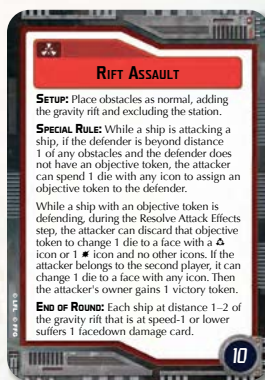 RIFT ASSAULT
SETUP: Place obstacles as normal, adding
the gravity rift and excluding the station.
SPECIAL RULE: While a ship is attacking a
ship, if the defender is beyond distance
1 of any obstacles and the defender does
not have an objective token, the attacker
can spend 1 die with any icon to assign an
objective token to the defender.
While a ship with an objective token is
defending, during the Resolve Attack Effects
step, the attacker can discard that objective
token to change 1 die to a face with a
icon or 1 icon and no other icons. If the
attacker belongs to the second player, it can
change 1 die to a face with any icon. Then
the attacker's owner gains 1 victory token.
END OF ROUND: Each ship at distance 1–2 of
the gravity rift that is at speed-1 or lower
suffers 1 facedown damage card.
© LFL © FFG
10